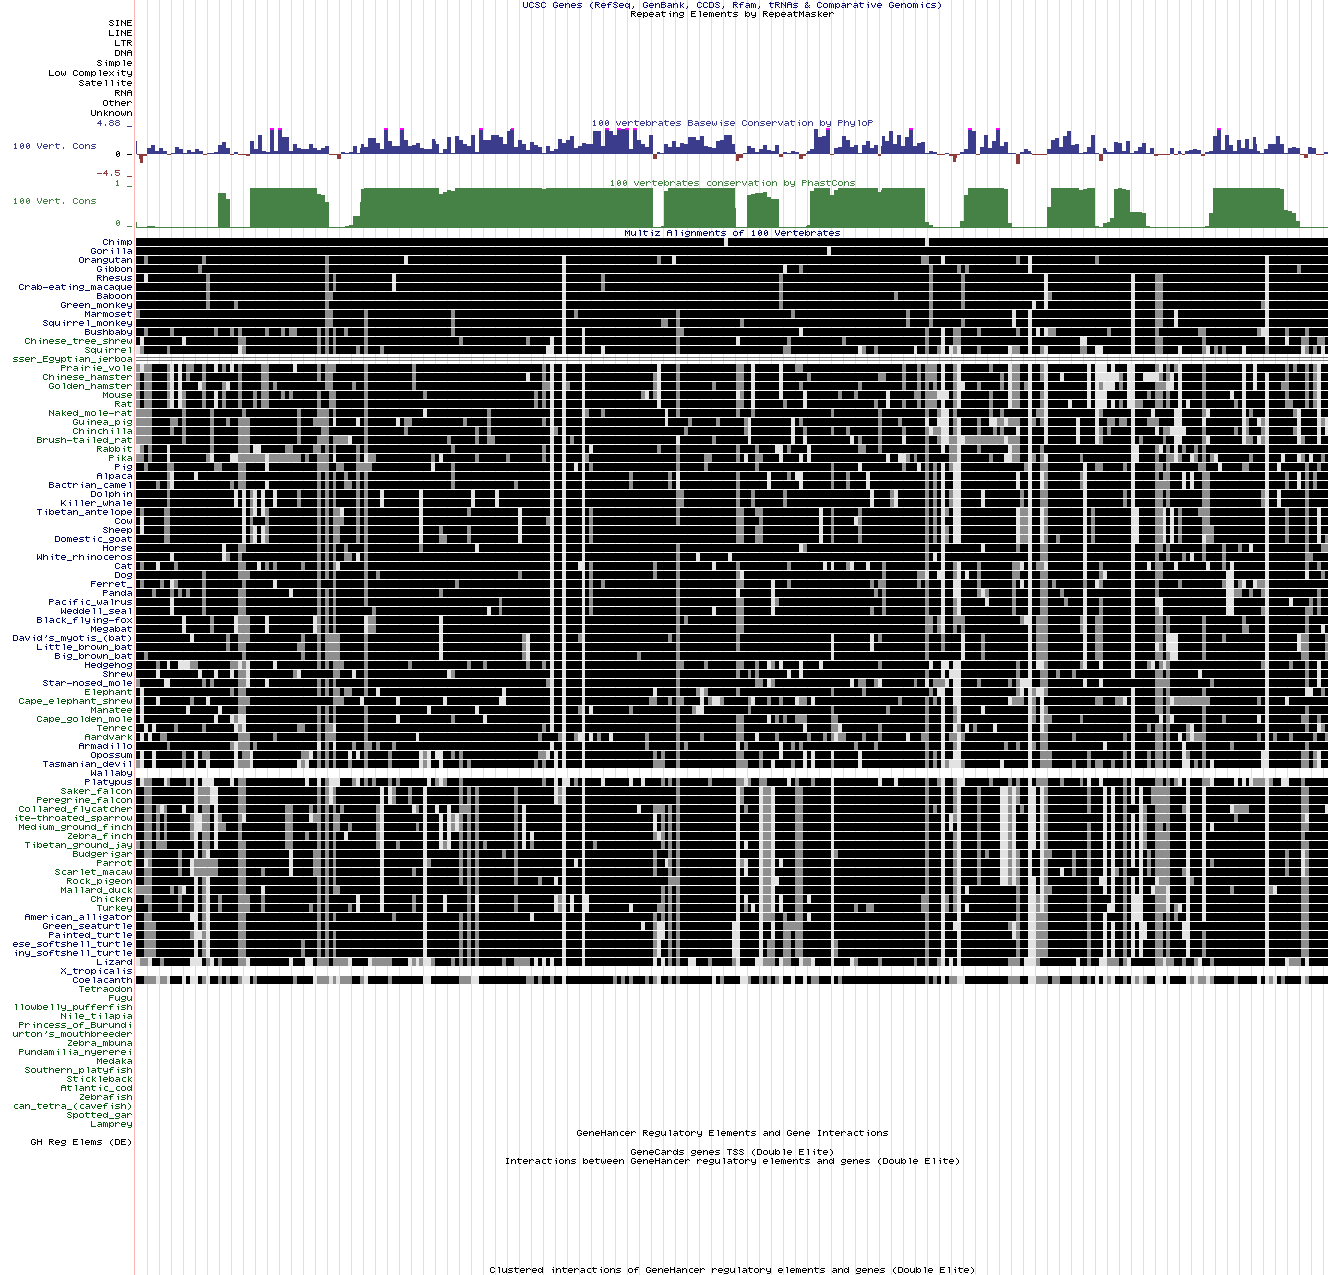 UCSC Genes (RefSeq, GenBank, CCDS, Rfam, tRNAs & Comparative Genomics)
Repeating Elements by RepeatMasker
SINE
LINE
LTR
DNA
Simple
Low Complexity
Satellite
RNA
Other
Unknown
100 vertebrates Basewise Conservation by PhyloP
4.88 _
100 Vert. Cons
0 _
-4.5 _
100 vertebrates conservation by PhastCons
1 _
100 Vert. Cons
0 _
Multiz Alignments of 100 Vertebrates
Chimp
Gorilla
Orangutan
Gibbon
Rhesus
Crab-eating_macaque
Baboon
Green_monkey
Marmoset
Squirrel_monkey
Bushbaby
Chinese_tree_shrew
Squirrel
sser_Egyptian_jerboa
Prairie_vole
Chinese_hamster
Golden_hamster
Mouse
Rat
Naked_mole-rat
Guinea_pig
Chinchilla
Brush-tailed_rat
Rabbit
Pika
Pig
Alpaca
Bactrian_camel
Dolphin
Killer_whale
Tibetan_antelope
Cow
Sheep
Domestic_goat
Horse
White_rhinoceros
Cat
Dog
Ferret_
Panda
Pacific_walrus
Weddell_seal
Black_flying-fox
Megabat
David's_myotis_(bat)
Little_brown_bat
Big_brown_bat
Hedgehog
Shrew
Star-nosed_mole
Elephant
Cape_elephant_shrew
Manatee
Cape_golden_mole
Tenrec
Aardvark
Armadillo
Opossum
Tasmanian_devil
Wallaby
Platypus
Saker_falcon
Peregrine_falcon
Collared_flycatcher
ite-throated_sparrow
Medium_ground_finch
Zebra_finch
Tibetan_ground_jay
Budgerigar
Parrot
Scarlet_macaw
Rock_pigeon
Mallard_duck
Chicken
Turkey
American_alligator
Green_seaturtle
Painted_turtle
ese_softshell_turtle
iny_softshell_turtle
Lizard
X_tropicalis
Coelacanth
Tetraodon
Fugu
llowbelly_pufferfish
Nile_tilapia
Princess_of_Burundi
urton's_mouthbreeder
Zebra_mbuna
Pundamilia_nyererei
Medaka
Southern_platyfish
Stickleback
Atlantic_cod
Zebrafish
can_tetra_(cavefish)
Spotted_gar
Lamprey
GeneHancer Regulatory Elements and Gene Interactions
GH Reg Elems (DE)
GeneCards genes TSS (Double Elite)
Interactions between GeneHancer regulatory elements and genes (Double Elite)
Clustered interactions of GeneHancer regulatory elements and genes (Double Elite)